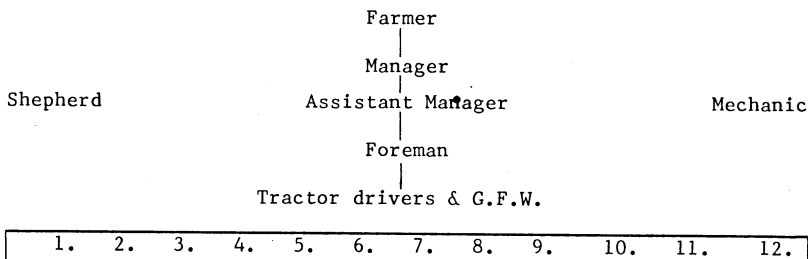 Farmer
Manager
Shepherd Assistant Manager Mechanic
Foreman
Tractor drivers & G.F.W.
1. 2. 3. 4. 5. 6. 7. 8. 9. 10. 11. 12.